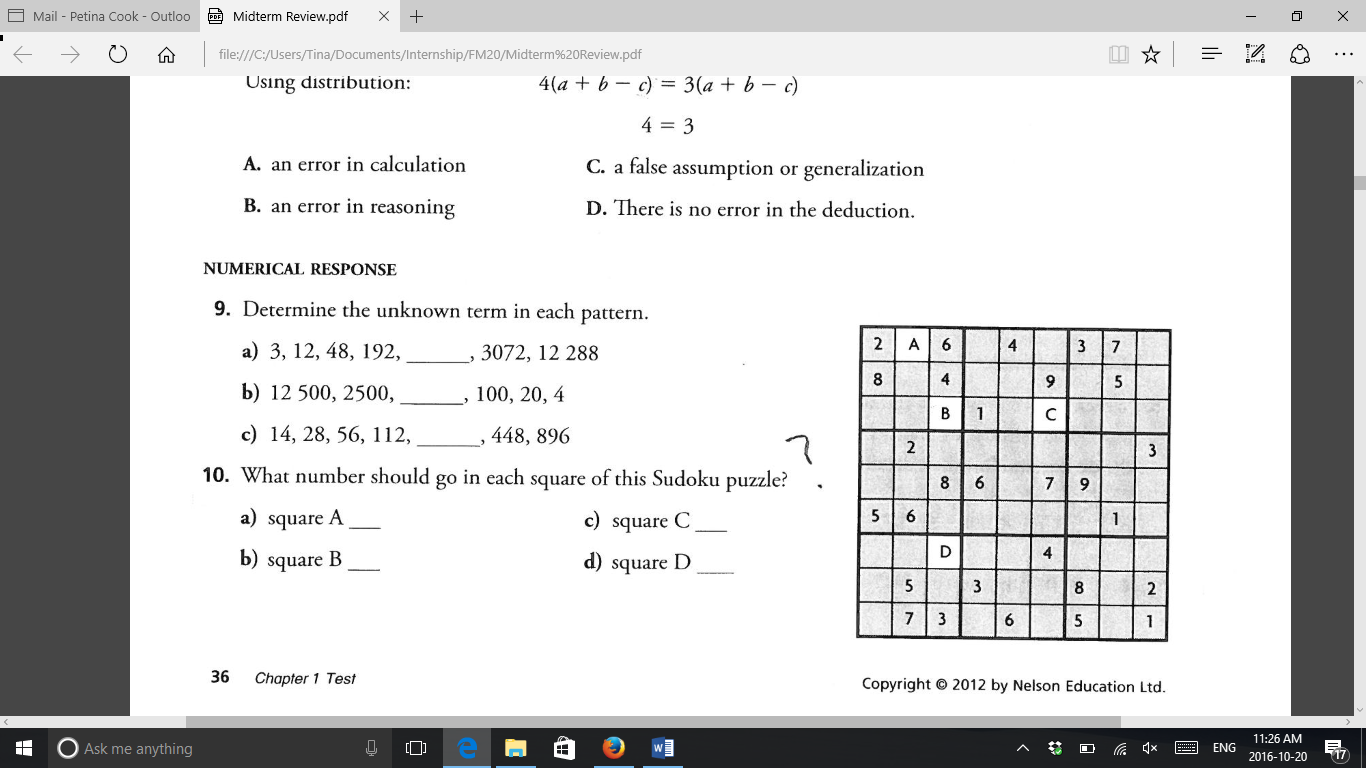 Mail - Petina Cook - Outloo
Midterm Review.pdf
file:///C:/Users/Tina/Documents/Internship/FM20/Midterm%20Review.pdf
Using distribution: 4(a + b − c) = 3(a + b − c)
4 = 3
A. an error in calculation C. a false assumption or generalization
B. an error in reasoning D. There is no error in the deduction.
NUMERICAL RESPONSE
9. Determine the unknown term in each pattern.
a) 3, 12, 48, 192, ______, 3072, 12 288
b) 12 500, 2500, ______, 100, 20, 4
c) 14, 28, 56, 112, ______, 448, 896
10. What number should go in each square of this Sudoku puzzle? ?
a) square A ___ c) square C ___
b) square B ___ d) square D ___
2 A 6 4 3 7
8 4 9 5
B 1 C
2 3
8 6 7 9
5 6 1
D 4
5 3 8 2
7 3 6 5 1
36 Chapter 1 Test Copyright © 2012 by Nelson Education Ltd.
Ask me anything
ENG
11:26 AM
2016-10-20
17